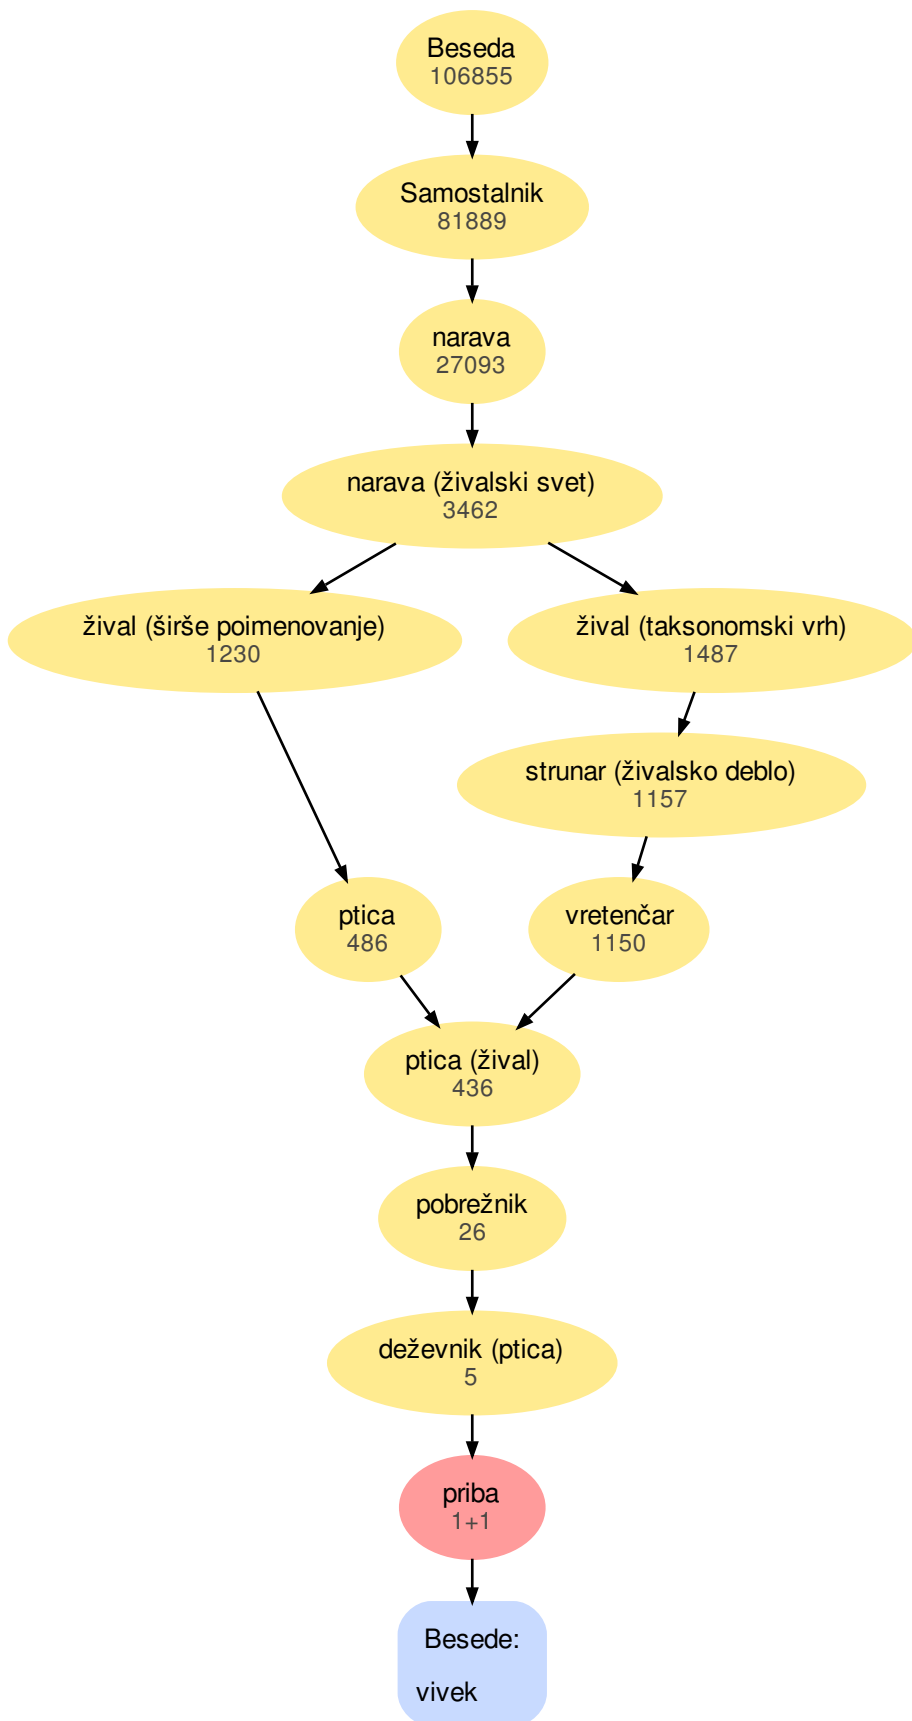 Beseda
106855
Samostalnik
81889
narava
27093
narava (živalski svet)
3462
žival (širše poimenovanje)
1230
žival (taksonomski vrh)
1487
strunar (živalsko deblo)
1157
ptica
486
vretenčar
1150
ptica (žival)
436
pobrežnik
26
deževnik (ptica)
5
priba
1+1
Besede:
vivek